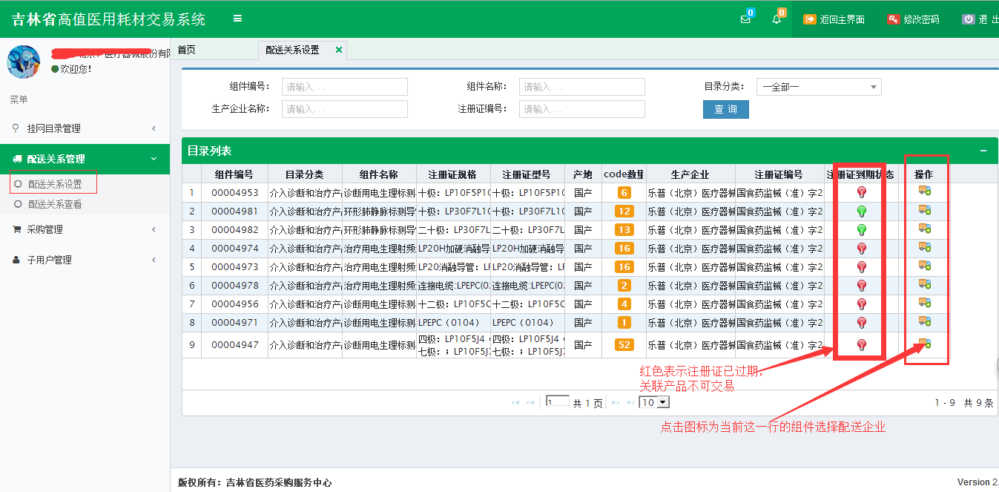 吉林省高值医用耗材交易系统
0
0
返回主界面
修改密码
退 出
医疗器械股份有限
欢迎您!
菜单
挂网目录管理
配送关系管理
配送关系设置
配送关系查看
采购管理
子用户管理
首页
配送关系设置
组件编号:
请输入...
组件名称:
请输入...
目录分类:
一全部一
生产企业名称:
请输入...
注册证编号:
请输入...
查 询
目录列表
组件编号 目录分类 组件名称 注册证规格 注册证型号 产地 code数量 生产企业 注册证编号 注册证到期状态 操作
1 00004953 介入诊断和治疗产 诊断用电生理标测 十极: LP10F5P10 十极: LP10F5P10 国产 6 乐普（北京）医疗器械 国食药监械（准）字2
2 00004981 介入诊断和治疗产 环形肺静脉标测导 十极: LP30F7L10 十极: LP30F7L10 国产 12 乐普（北京）医疗器械 国食药监械（准）字2
3 00004982 介入诊断和治疗产 环形肺静脉标测导 二十极: LP30F7L 二十极: LP30F7L 国产 13 乐普（北京）医疗器械 国食药监械（准）字2
4 00004974 介入诊断和治疗产 治疗用电生理射频 LP20H加硬消融导 LP20H加硬消融导 国产 16 乐普（北京）医疗器械 国食药监械（准）字2
5 00004973 介入诊断和治疗产 治疗用电生理射频 LP20消融导管: LP LP20消融导管: LP 国产 16 乐普（北京）医疗器械 国食药监械（准）字2
6 00004978 介入诊断和治疗产 治疗用电生理射频 连接电缆:LPEPC(0 连接电缆:LPEPC(0 国产 2 乐普（北京）医疗器械 国食药监械（准）字2
7 00004956 介入诊断和治疗产 诊断用电生理标测 十二极: LP10F5C 十二极: LP10F5C 国产 4 乐普（北京）医疗器械 国食药监械（准）字2
8 00004971 介入诊断和治疗产 诊断用电生理标测 LPEPC（0104） LPEPC（0104） 国产 1 乐普（北京）医疗器械 国食药监械（准）字2
9 00004947 介入诊断和治疗产 诊断用电生理标测 四极: LP10F5J4 四极: LP10F5J4 国产 52 乐普（北京）医疗器械 国食药监械（准）字2
七极: ; LP10F5J7 七极: ; LP10F5J7
红色表示注册证已过期,
关联产品不可交易
1 共 1 页 10
1 - 9 共 9 条
点击图标为当前这一行的组件选择配送企业
版权所有: 吉林省医药采购服务中心
Version 2.